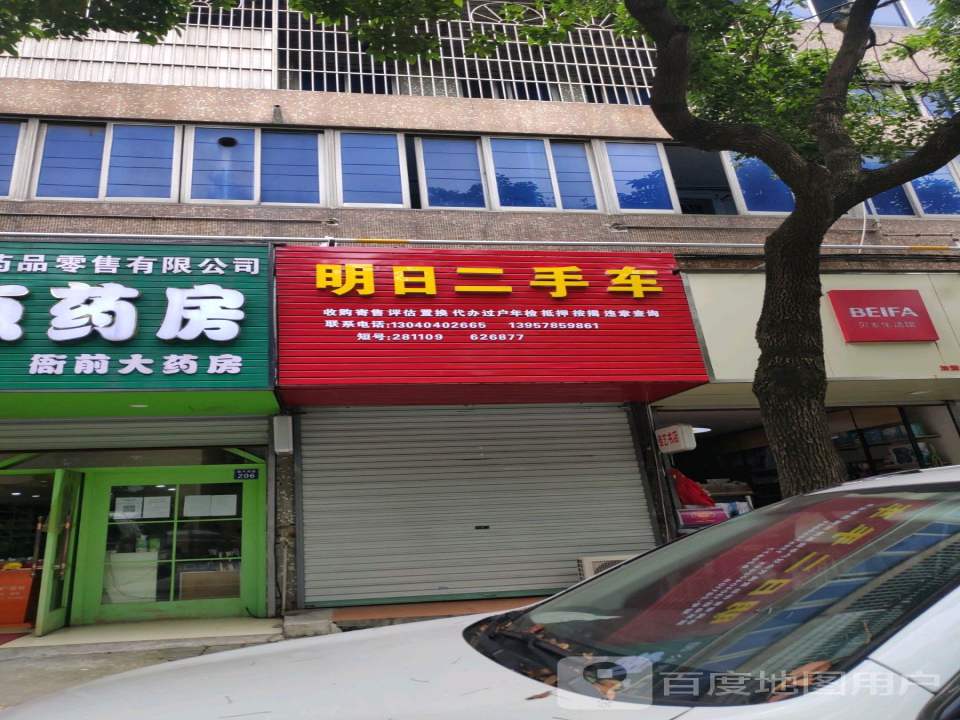 药品零售有限公司
药房
衙前大药房
206
明日二手车
收购 寄售 评估 置换 代办过户年检 抵押 按揭 违章查询
联系电话:13040402665 13957859861
短号:281109 626877
BEIFA
百度地图用户